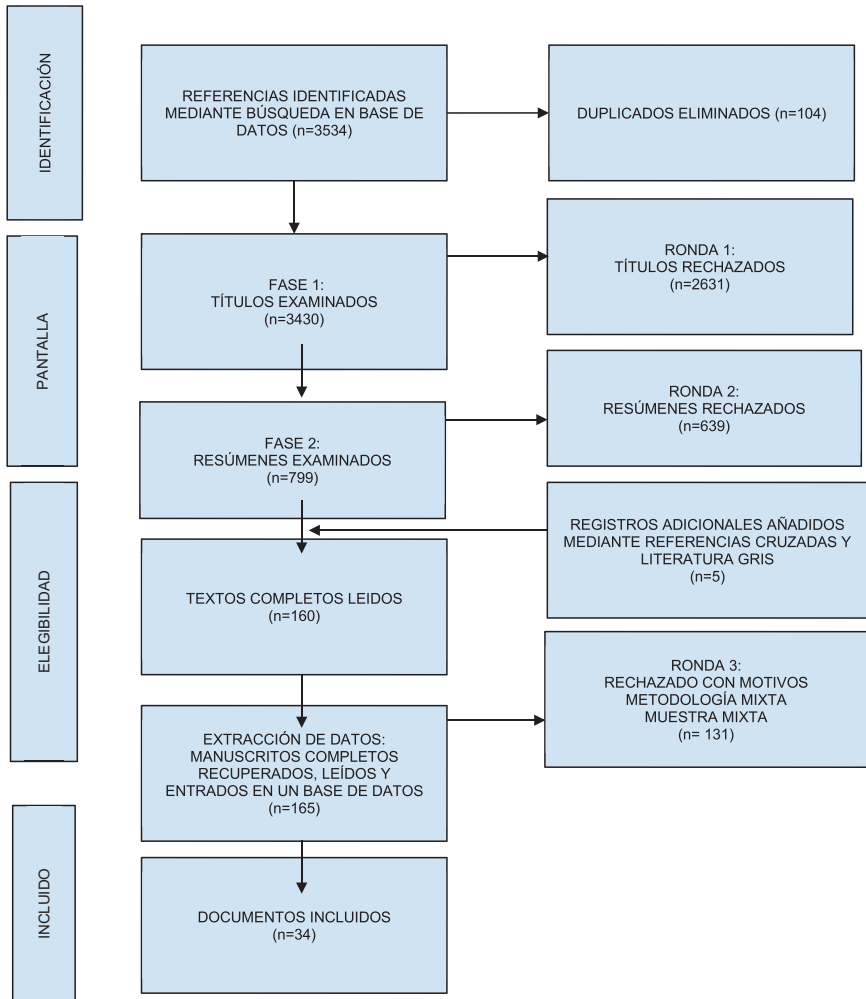 IDENTIFICACIÓN
REFERENCIAS IDENTIFICADAS
MEDIANTE BÚSQUEDA EN BASE DE
DATOS (n=3534)
DUPLICADOS ELIMINADOS (n=104)
PANTALLA
FASE 1:
TÍTULOS EXAMINADOS
(n=3430)
RONDA 1:
TÍTULOS RECHAZADOS
(n=2631)
FASE 2:
RESÚMENES EXAMINADOS
(n=799)
RONDA 2:
RESÚMENES RECHAZADOS
(n=639)
ELEGIBILIDAD
REGISTROS ADICIONALES AÑADIDOS
MEDIANTE REFERENCIAS CRUZADAS Y
LITERATURA GRIS
(n=5)
TEXTOS COMPLETOS LEIDOS
(n=160)
RONDA 3:
RECHAZADO CON MOTIVOS
METODOLOGÍA MIXTA
MUESTRA MIXTA
(n= 131)
EXTRACCIÓN DE DATOS:
MANUSCRITOS COMPLETOS
RECUPERADOS, LEÍDOS Y
ENTRADOS EN UN BASE DE DATOS
(n=165)
INCLUIDO
DOCUMENTOS INCLUIDOS
(n=34)